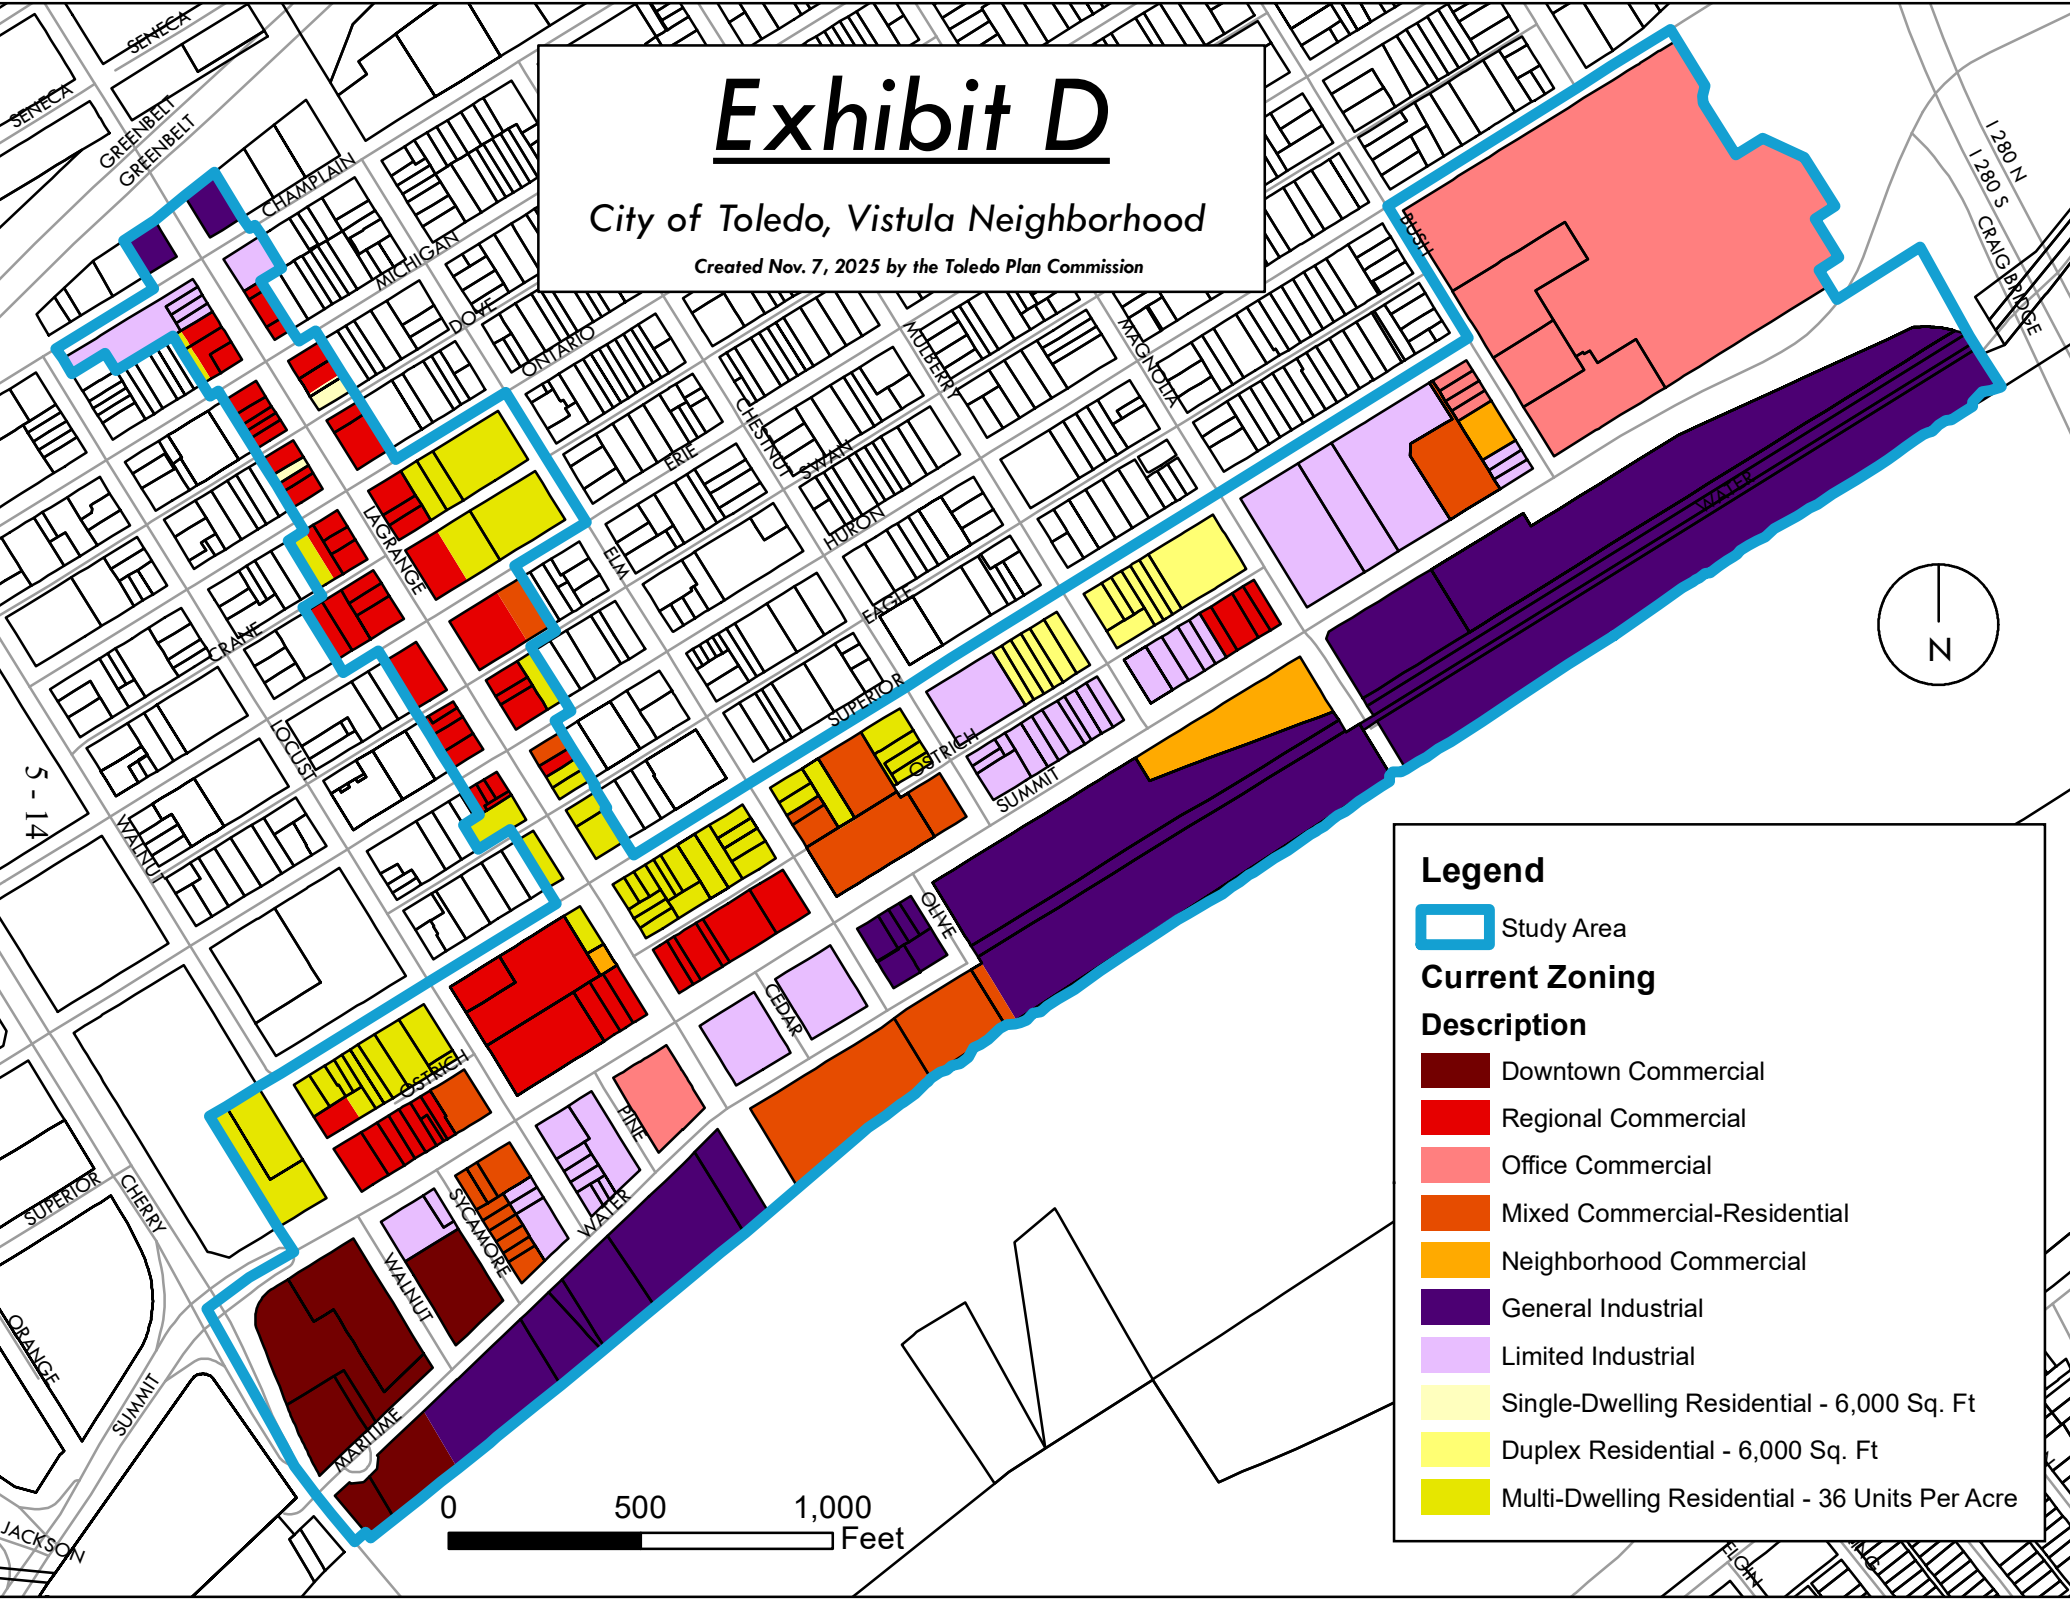 Exhibit D
City of Toledo, Vistula Neighborhood
Created Nov. 7, 2025 by the Toledo Plan Commission
SENECA
SENECA
GREENBELT
GREENBELT
CHAMPLAIN
MICHIGAN
DOVE
ONTARIO
ERIE
SWAN
HURON
EAGLE
SUPERIOR
OSTRICH
SUMMIT
CHESTNUT
MULBERRY
MAGNOLIA
BUSH
I 280 N
I 280 S
CRAIG BRIDGE
WATER
LAGRANGE
ELM
CRANE
LOCUST
WALNUT
5 - 14
OLIVE
CEDAR
PINE
OSTRICH
SYCAMORE
WATER
WALNUT
MARITIME
SUPERIOR
CHERRY
ORANGE
SUMMIT
JACKSON
ELGIN
N
0 500 1,000
Feet
Legend
Study Area
Current Zoning
Description
Downtown Commercial
Regional Commercial
Office Commercial
Mixed Commercial-Residential
Neighborhood Commercial
General Industrial
Limited Industrial
Single-Dwelling Residential - 6,000 Sq. Ft
Duplex Residential - 6,000 Sq. Ft
Multi-Dwelling Residential - 36 Units Per Acre